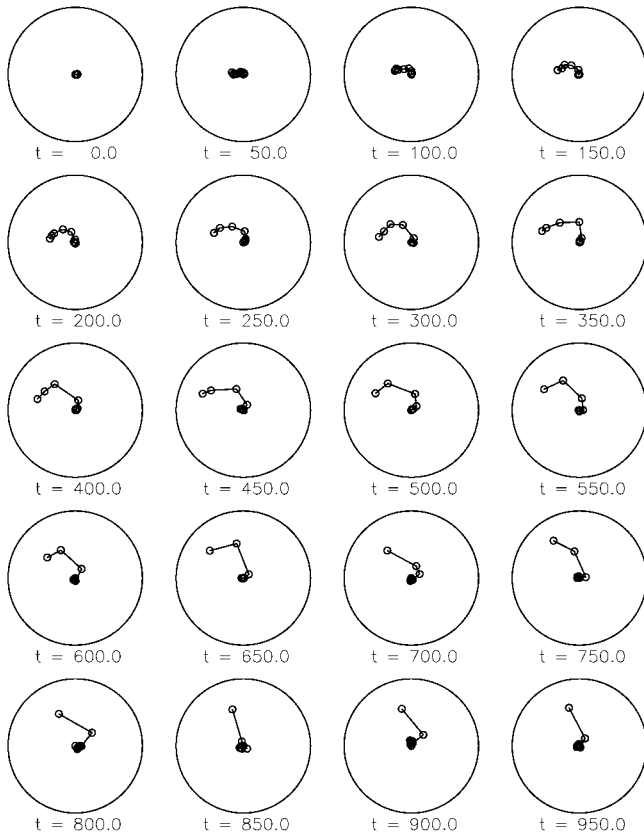 t = 0.0
t = 50.0
t = 100.0
t = 150.0
t = 200.0
t = 250.0
t = 300.0
t = 350.0
t = 400.0
t = 450.0
t = 500.0
t = 550.0
t = 600.0
t = 650.0
t = 700.0
t = 750.0
t = 800.0
t = 850.0
t = 900.0
t = 950.0